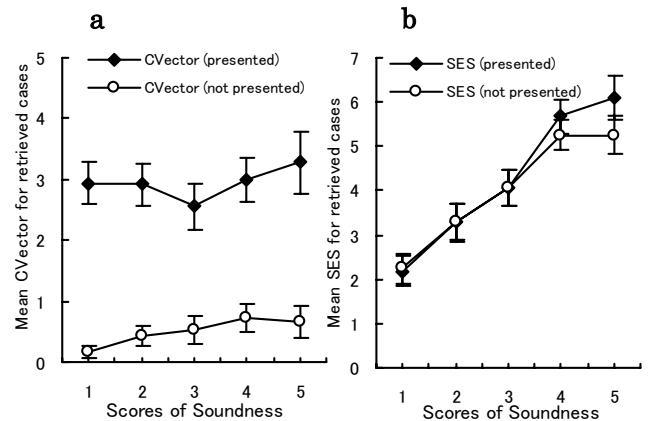 a
5
4
3
2
1
0
Mean CVector for retrieved cases
CVector (presented)
CVector (not presented)
1 2 3 4 5
Scores of Soundness
b
7
6
5
4
3
2
1
0
Mean SES for retrieved cases
SES (presented)
SES (not presented)
1 2 3 4 5
Scores of Soundness